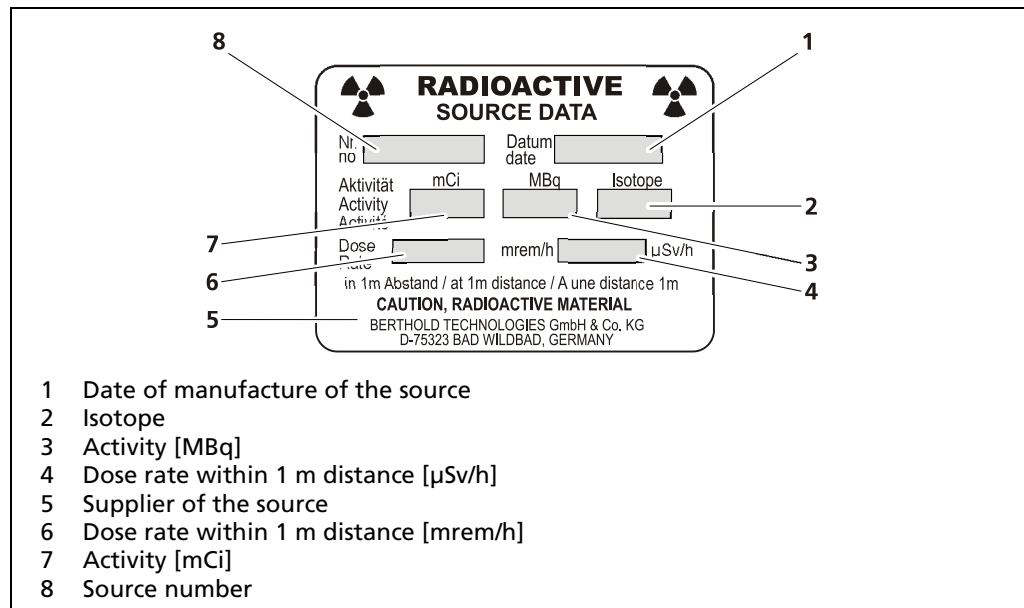 8 1
RADIOACTIVE
SOURCE DATA
Nr. Datum
no date
Aktivität mCi MBq Isotope
Activity
Activité
2
7
Dose mrem/h µSv/h
Rate
3
6 4
in 1m Abstand / at 1m distance / A une distance 1m
CAUTION, RADIOACTIVE MATERIAL
5 BERTHOLD TECHNOLOGIES GmbH & Co. KG
D-75323 BAD WILDBAD, GERMANY
1 Date of manufacture of the source
2 Isotope
3 Activity [MBq]
4 Dose rate within 1 m distance [µSv/h]
5 Supplier of the source
6 Dose rate within 1 m distance [mrem/h]
7 Activity [mCi]
8 Source number